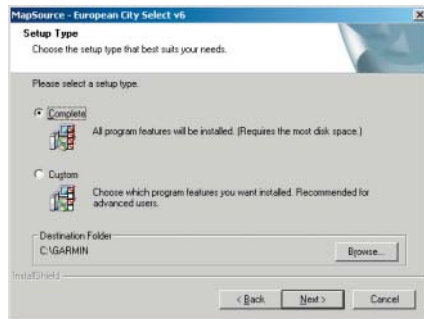 MapSource - European City Select v6
Setup Type
Choose the setup type that best suits your needs.
Please select a setup type.
Complete
All program features will be installed. (Requires the most disk space.)
Custom
Choose which program features you want installed. Recommended for
advanced users.
Destination Folder
C:\GARMIN
Browse...
InstallShield
< Back
Next >
Cancel